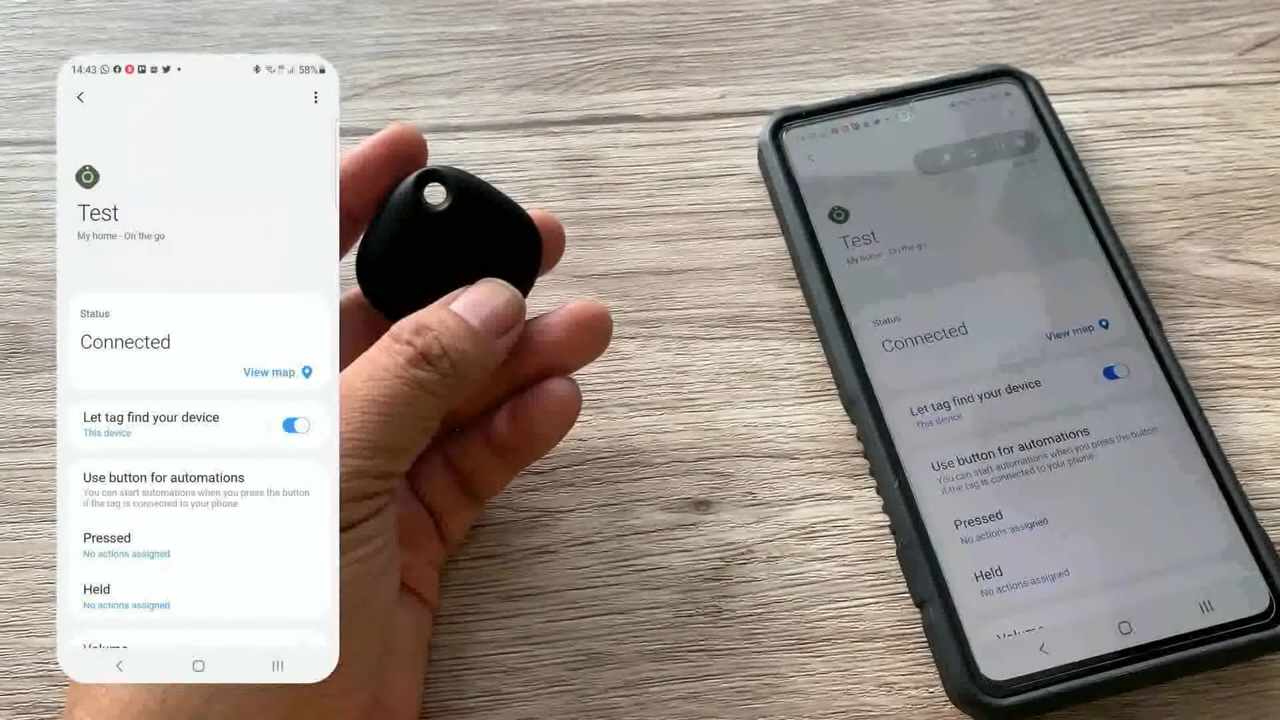 14:43
58%
Test
My home - On the go
Status
Connected
View map
Let tag find your device
This device
Use button for automations
You can start automations when you press the button
if the tag is connected to your phone.
Pressed
No actions assigned
Held
No actions assigned
Volume
Test
My home - On the go
Status
Connected
View map
Let tag find your device
This device
Use button for automations
You can start automations when you press the button
if the tag is connected to your phone.
Pressed
No actions assigned
Held
No actions assigned
Volume